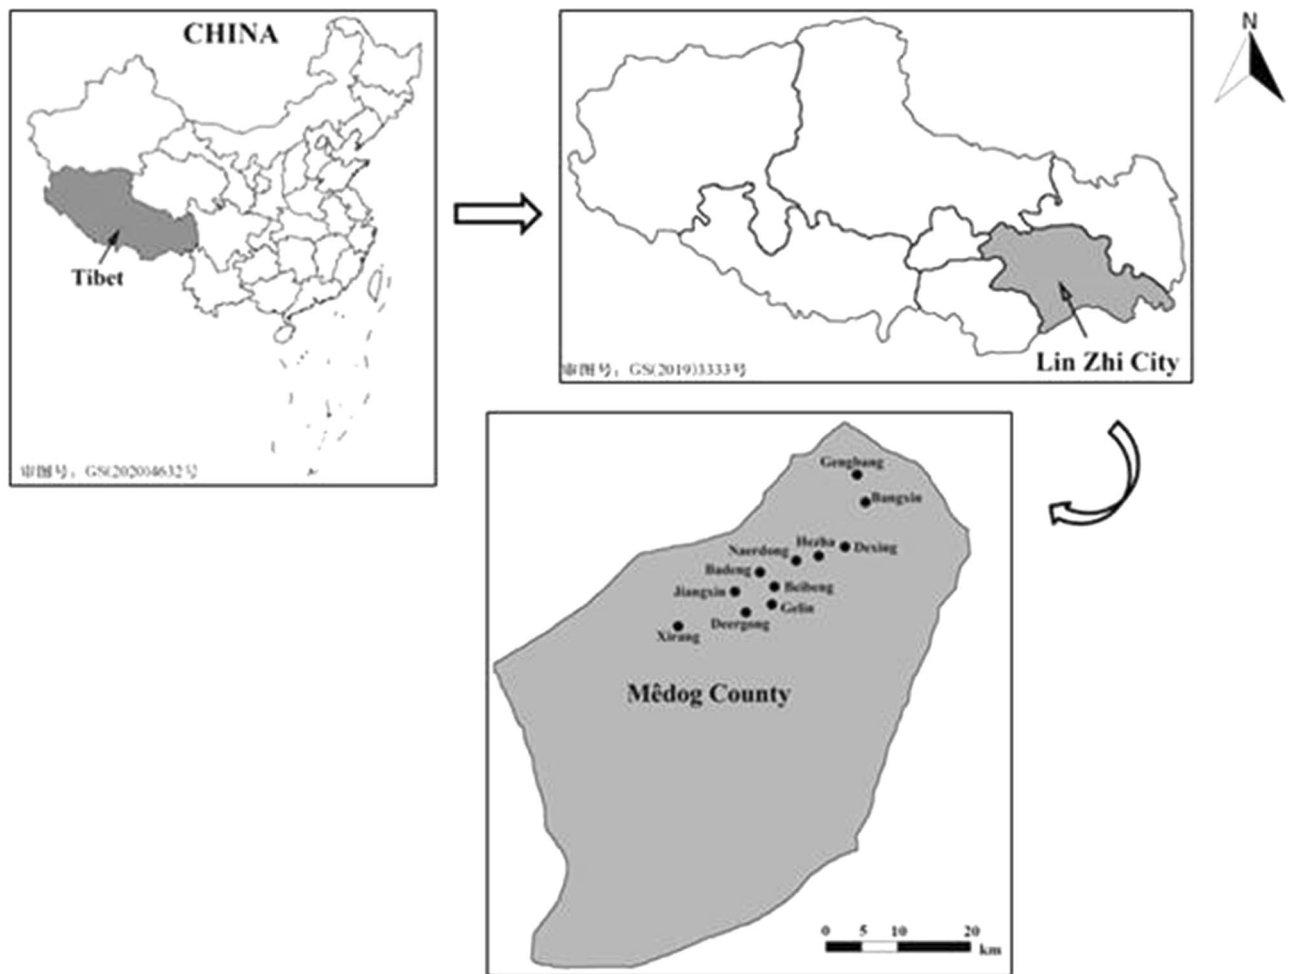 CHINA
Tibet
审图号: GS(2020)4632号
N
Lin Zhi City
审图号: GS(2019)3333号
Gengbang
Bangxin
Hezha
Dexing
Naerdong
Badeng
Beibeng
Jiangxin
Gelin
Deergong
Xirang
Mêdog County
0 5 10 20
km